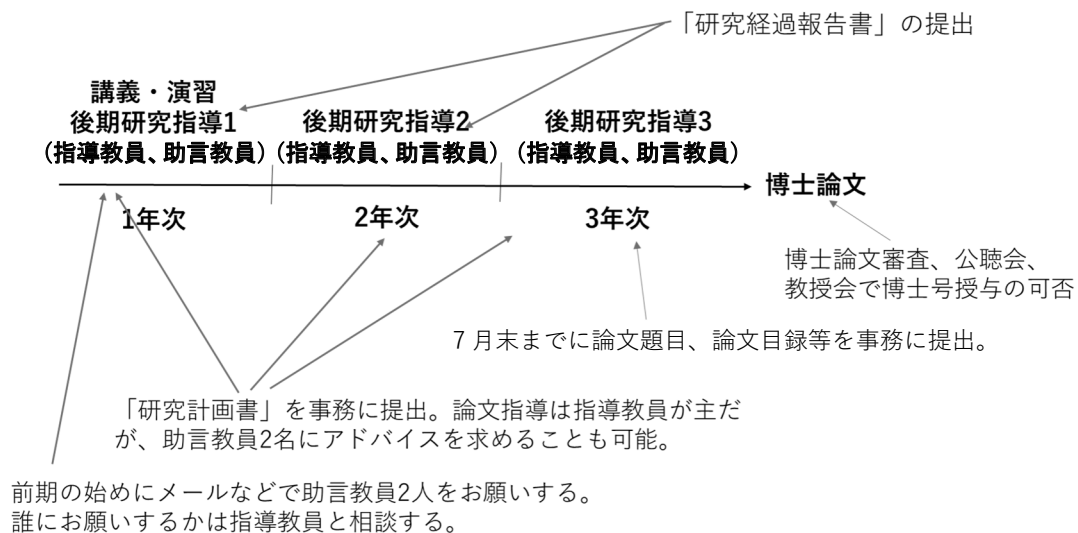 「研究経過報告書」の提出
講義・演習
後期研究指導1
(指導教員、助言教員)
後期研究指導2
(指導教員、助言教員)
後期研究指導3
(指導教員、助言教員)
博士論文
1年次
2年次
3年次
博士論文審査、公聴会、
教授会で博士号授与の可否
７月末までに論文題目、論文目録等を事務に提出。
「研究計画書」を事務に提出。論文指導は指導教員が主だ
が、助言教員2名にアドバイスを求めることも可能。
前期の始めにメールなどで助言教員2人をお願いする。
誰にお願いするかは指導教員と相談する。